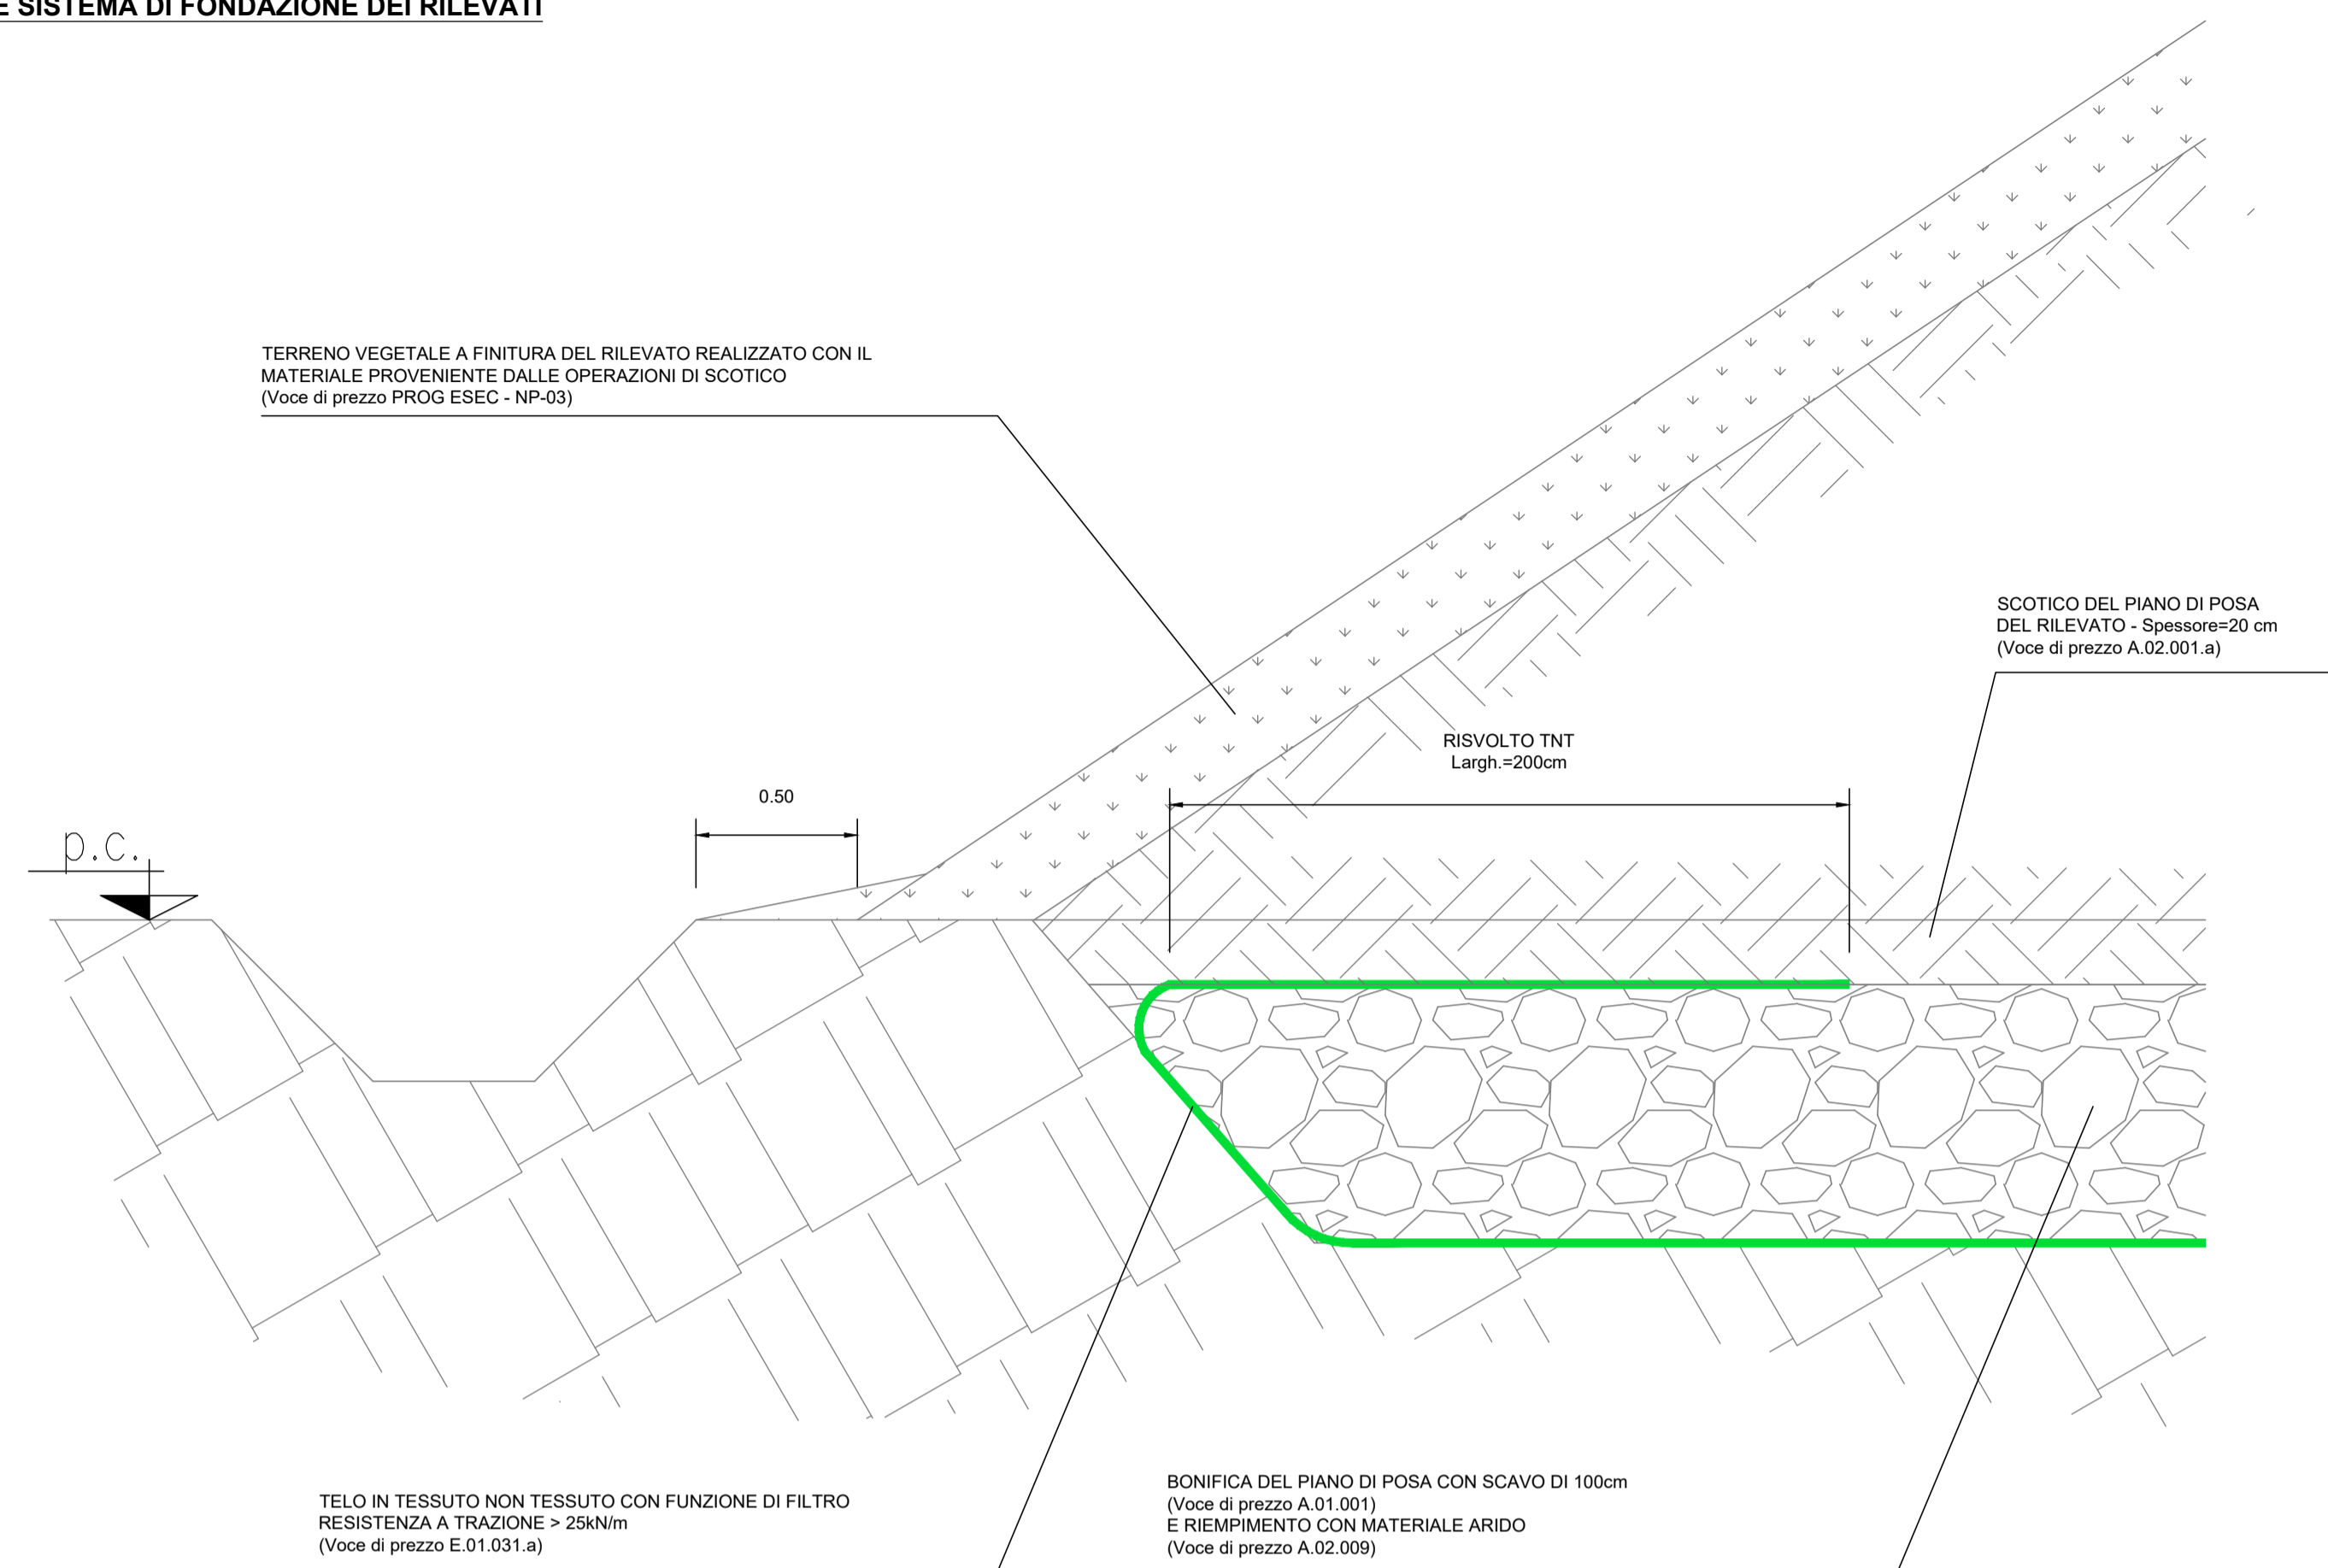 E SISTEMA DI FONDAZIONE DEI RILEVATI
TERRENO VEGETALE A FINITURA DEL RILEVATO REALIZZATO CON IL
MATERIALE PROVENIENTE DALLE OPERAZIONI DI SCOTICO
(Voce di prezzo PROG ESEC - NP-03)
SCOTICO DEL PIANO DI POSA
DEL RILEVATO - Spessore=20 cm
(Voce di prezzo A.02.001.a)
RISVOLTO TNT
Largh.=200cm
0.50
p.c.
TELO IN TESSUTO NON TESSUTO CON FUNZIONE DI FILTRO
RESISTENZA A TRAZIONE > 25kN/m
(Voce di prezzo E.01.031.a)
BONIFICA DEL PIANO DI POSA CON SCAVO DI 100cm
(Voce di prezzo A.01.001)
E RIEMPIMENTO CON MATERIALE ARIDO
(Voce di prezzo A.02.009)